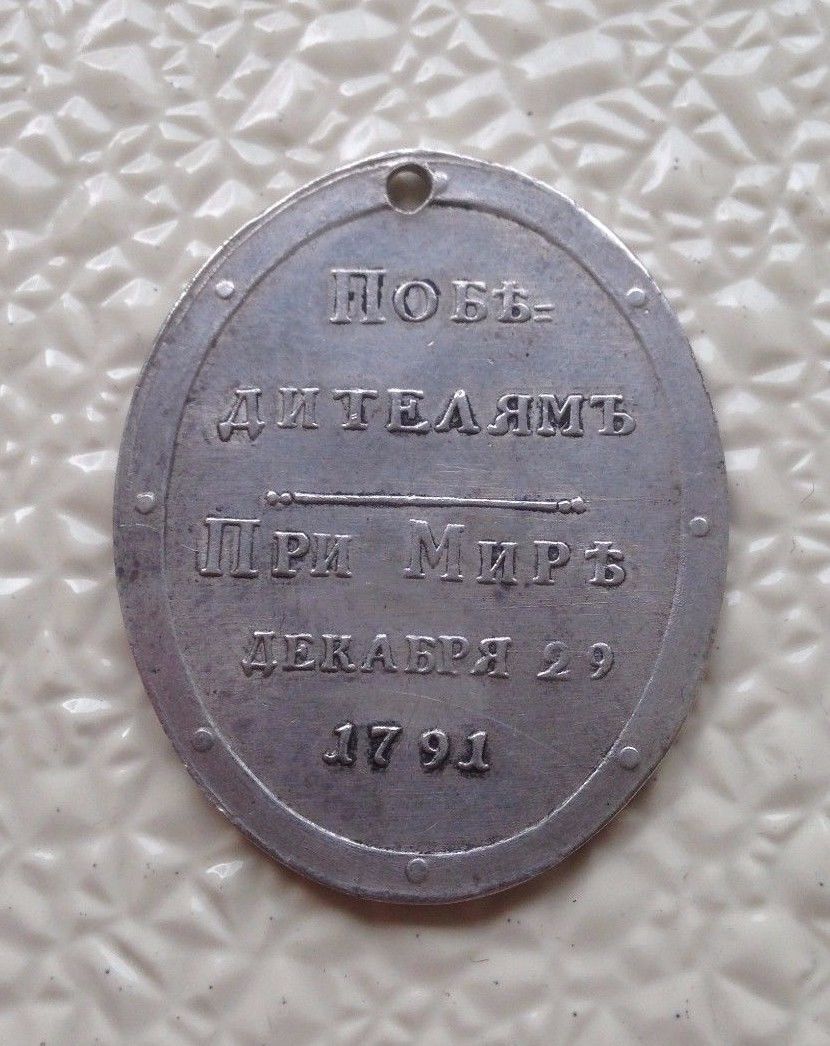 Побѣ=
дителямъ
При Мирѣ
декабря 29
1791